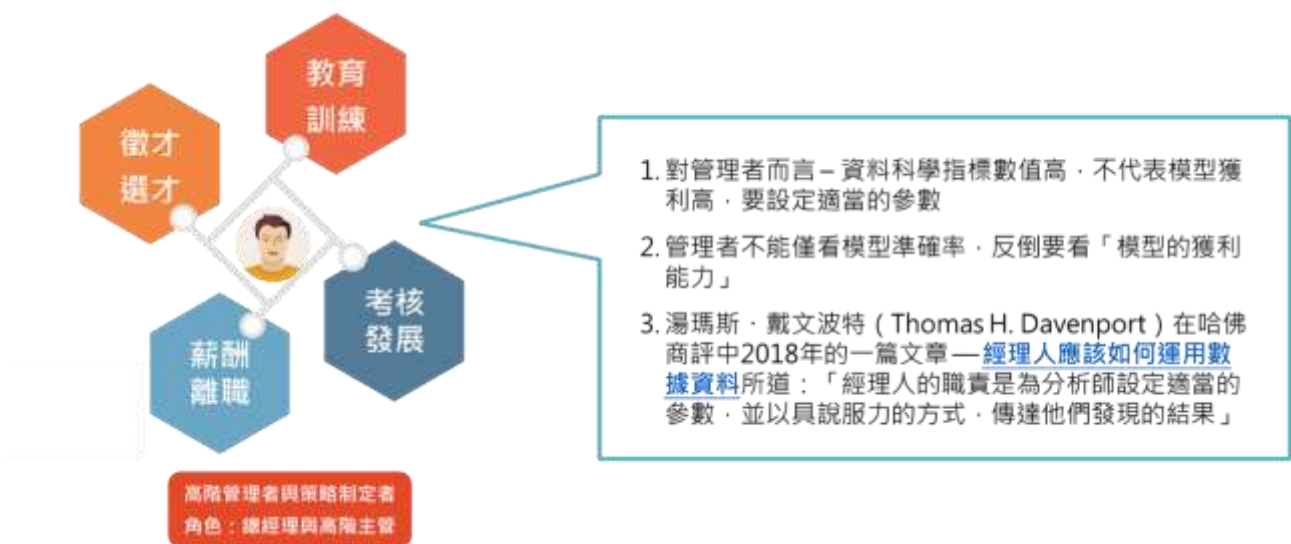 教育
訓練
徵才
選才
考核
發展
薪酬
離職
高階管理者與策略制定者
角色：總經理與高階主管
1. 對管理者而言 – 資料科學指標數值高，不代表模型獲
利高，要設定適當的參數
2. 管理者不能僅看模型準確率，反倒要看「模型的獲利
能力」
3. 湯瑪斯・戴文波特（Thomas H. Davenport）在哈佛
商評中2018年的一篇文章 — 經理人應該如何運用數
據資料所道：「經理人的職責是為分析師設定適當的
參數，並以具說服力的方式，傳達他們發現的結果」